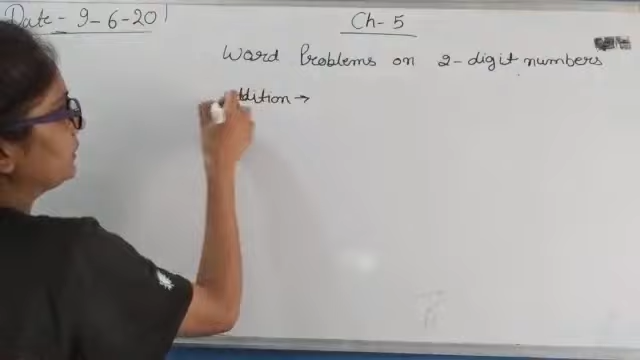 Date - 9-6-20
Ch-5
Word Problems on 2-digit numbers
ddition →